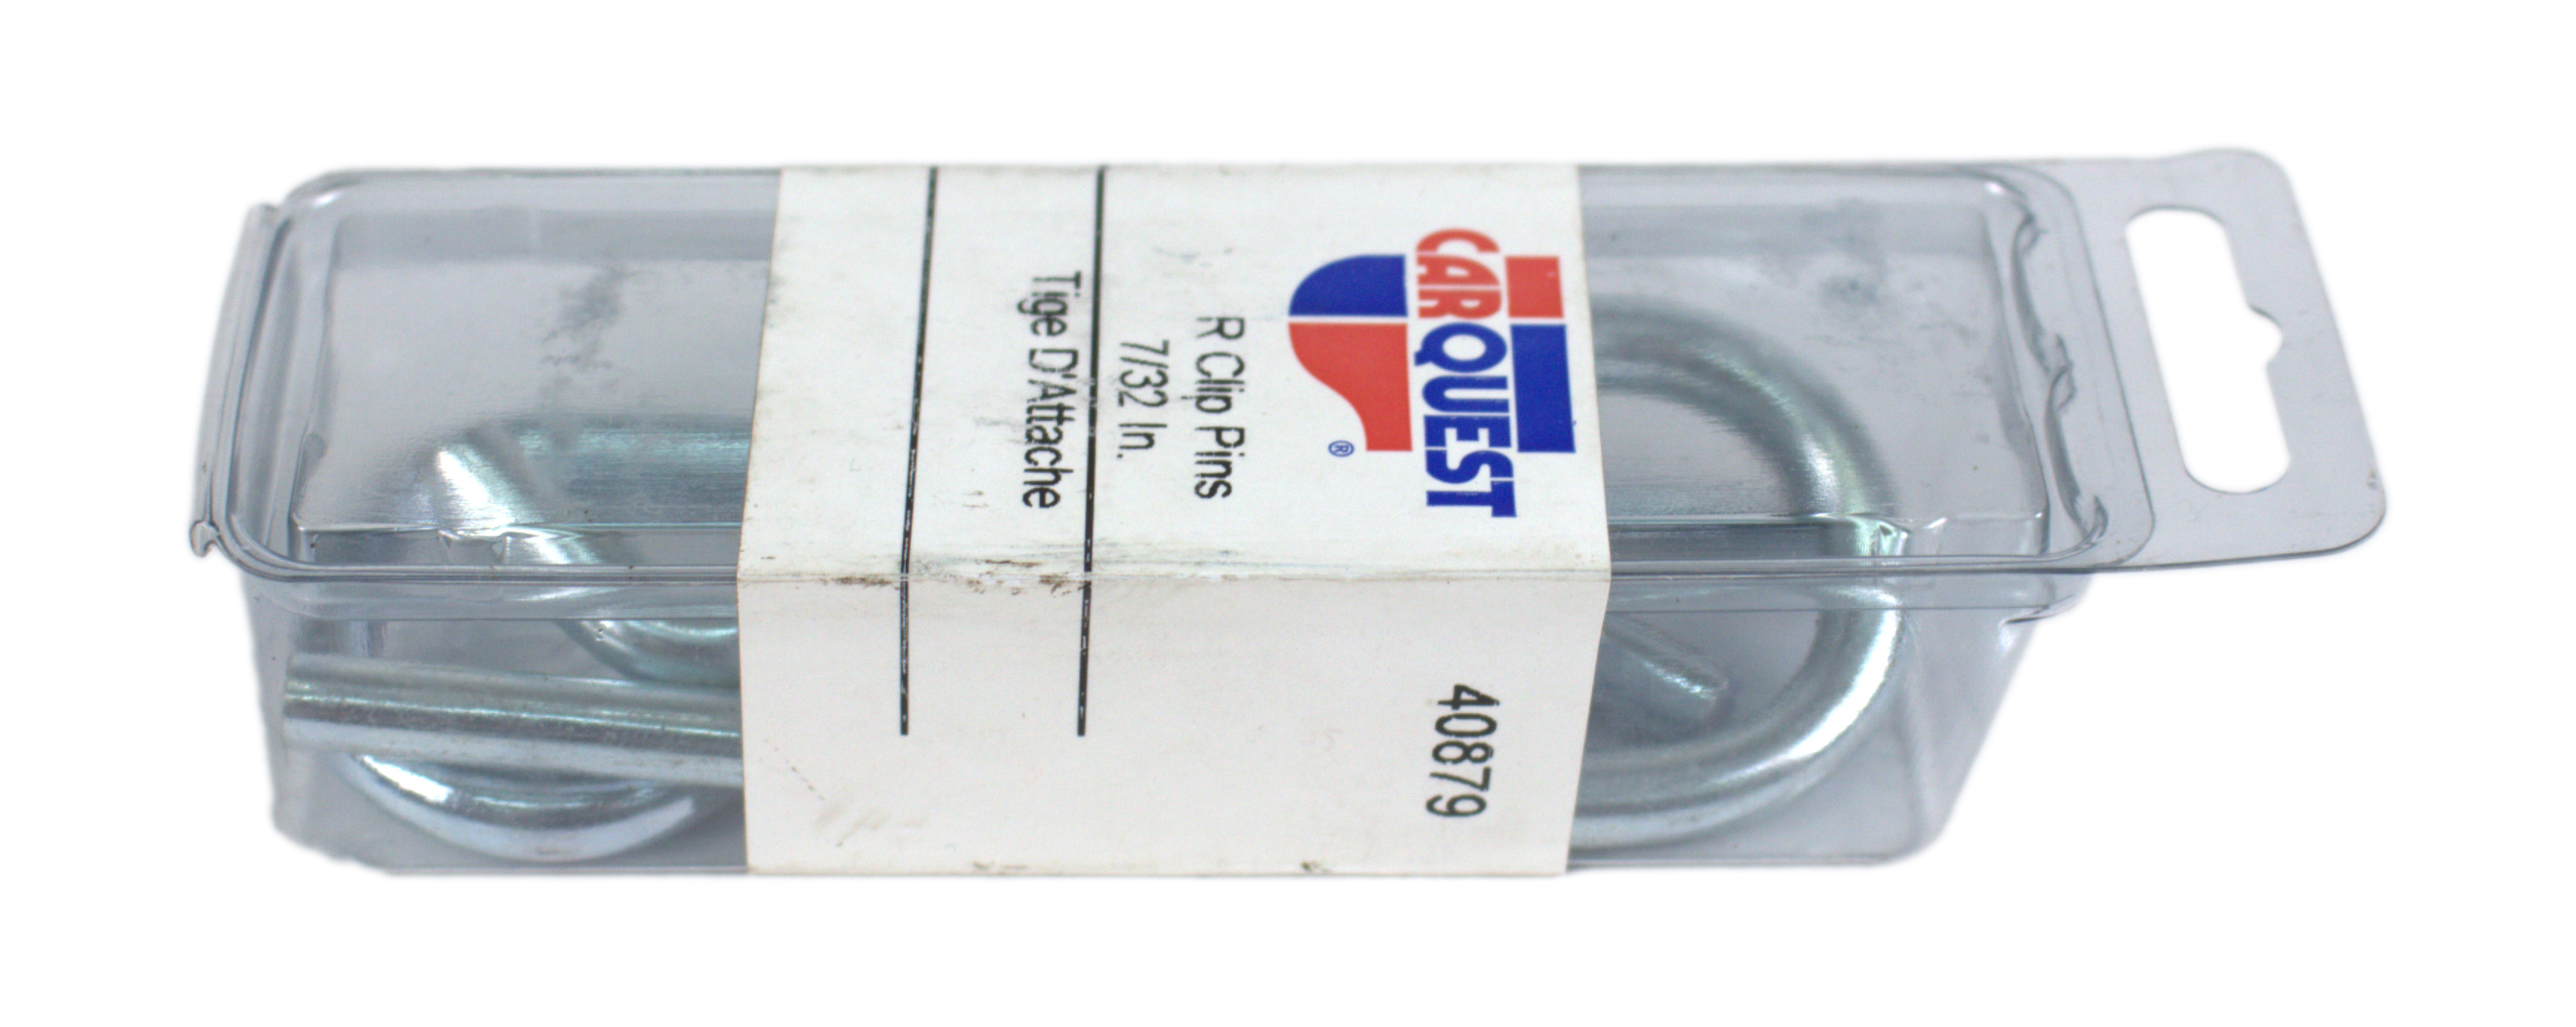 CARQUEST
®
R Clip Pins
7/32 In.
Tige D'Attache
40879